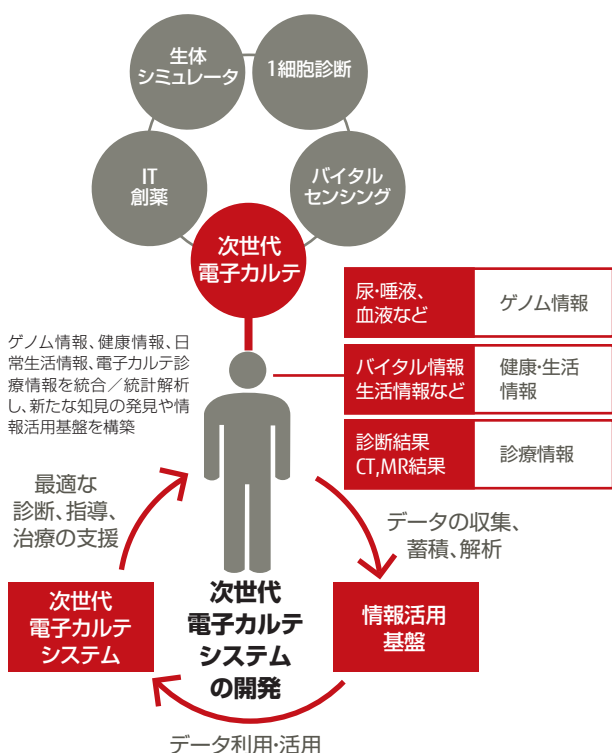 生体
シミュレータ
1細胞診断
IT
創薬
バイタル
センシング
次世代
電子カルテ
尿・唾液、
血液など
ゲノム情報
バイタル情報
生活情報など
健康・生活
情報
診断結果
CT,MR結果
診療情報
ゲノム情報、健康情報、日
常生活情報、電子カルテ診
療情報を統合／統計解析
し、新たな知見の発見や情
報活用基盤を構築
最適な
診断、指導、
治療の支援
データの収集、
蓄積、解析
次世代
電子カルテ
システム
次世代
電子カルテ
システム
の開発
情報活用
基盤
データ利用・活用